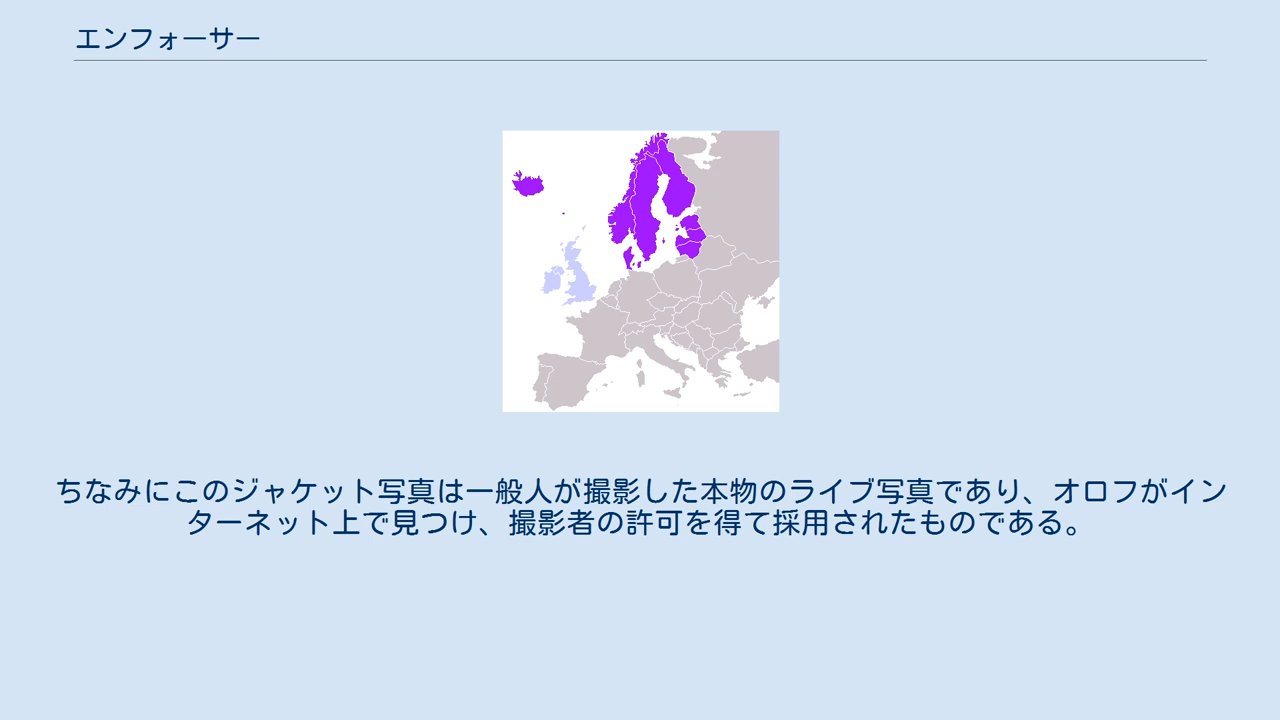 エンフォーサー
ちなみにこのジャケット写真は一般人が撮影した本物のライブ写真であり、オロフがイン
ターネット上で見つけ、撮影者の許可を得て採用されたものである。